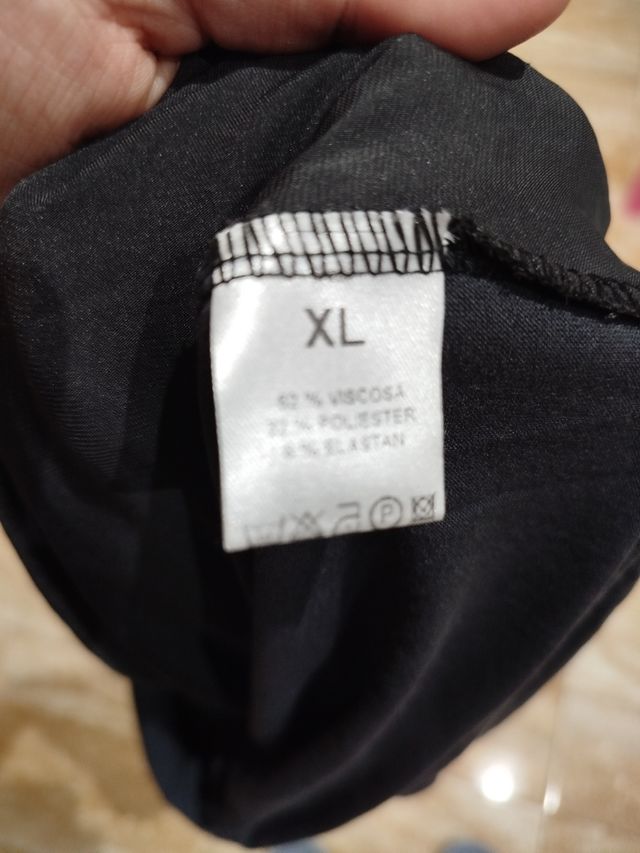 XL
% VISCOSA
% POLIESTER
% ELASTAN
P